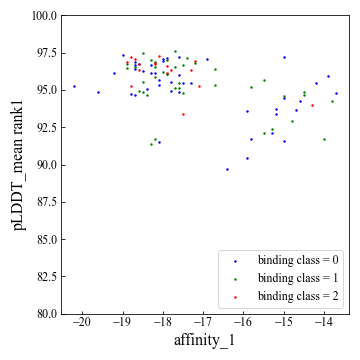 pLDDT_mean rank1
100.0
97.5
95.0
92.5
90.0
87.5
85.0
82.5
80.0
binding class = 0
binding class = 1
binding class = 2
−20 −19 −18 −17 −16 −15 −14
affinity_1